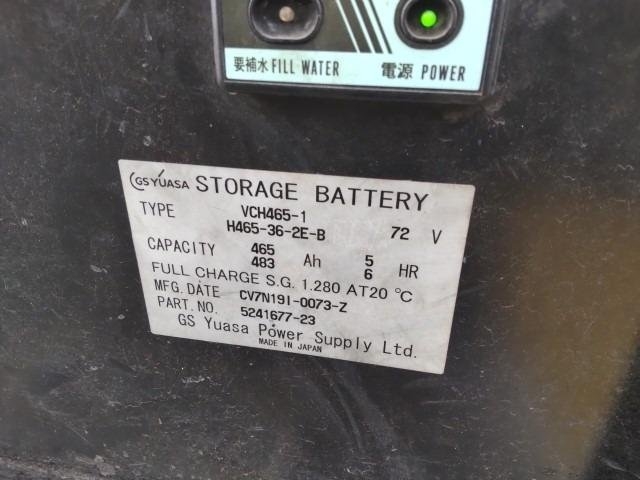 要補水 FILL WATER
電源 POWER
GS YUASA STORAGE BATTERY
TYPE VCH465-1
H465-36-2E-B 72 V
CAPACITY 465 Ah 5 HR
483 6
FULL CHARGE S.G. 1.280 AT20 ℃
MFG. DATE CV7N19I-0073-Z
PART. NO. 5241677-23
GS Yuasa Power Supply Ltd.
MADE IN JAPAN